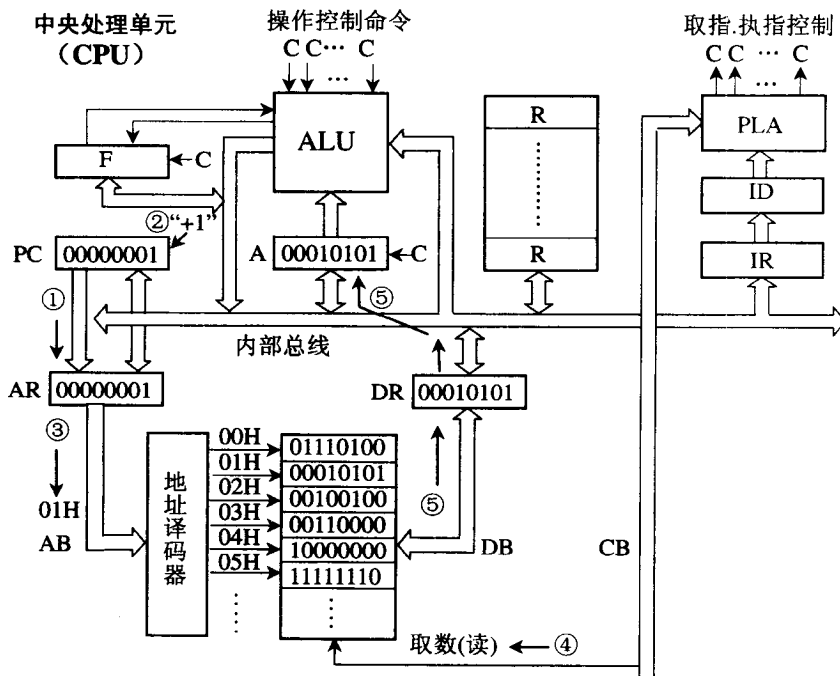 中央处理单元
(CPU)
操作控制命令
C C… C
…
取指.执指控制
C C … C
…
ALU
F
C
R
R
PLA
ID
IR
②“+1”
PC 00000001
A 00010101 C
①
⑤
内部总线
AR 00000001
DR 00010101
③
01H
AB
地址译码器
00H 01110100
01H 00010101
02H 00100100
03H 00110000
04H 10000000
05H 11111110
⑤
DB
CB
取数(读) ④